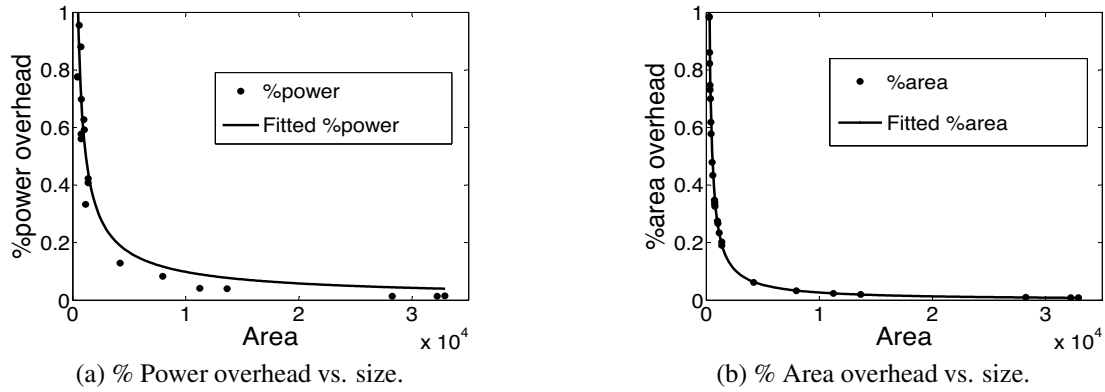 1
0.8
0.6
0.4
0.2
0
%power overhead
%power
Fitted %power
0
1
2
3
Area
x 10^4
(a) % Power overhead vs. size.
1
0.8
0.6
0.4
0.2
0
%area overhead
%area
Fitted %area
0
1
2
3
Area
x 10^4
(b) % Area overhead vs. size.